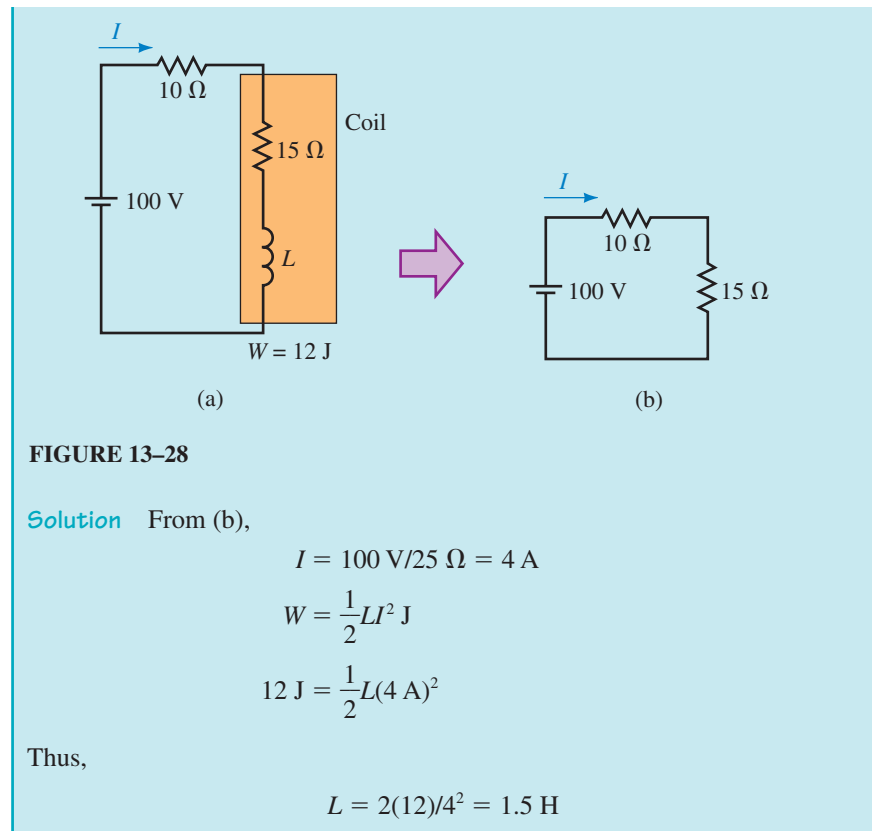 I
10 Ω
Coil
15 Ω
100 V
L
W = 12 J
(a)
I
10 Ω
100 V
15 Ω
(b)
FIGURE 13–28
Solution From (b),
I = 100 V/25 Ω = 4 A
W = 1/2 LI² J
12 J = 1/2 L(4 A)²
Thus,
L = 2(12)/4² = 1.5 H